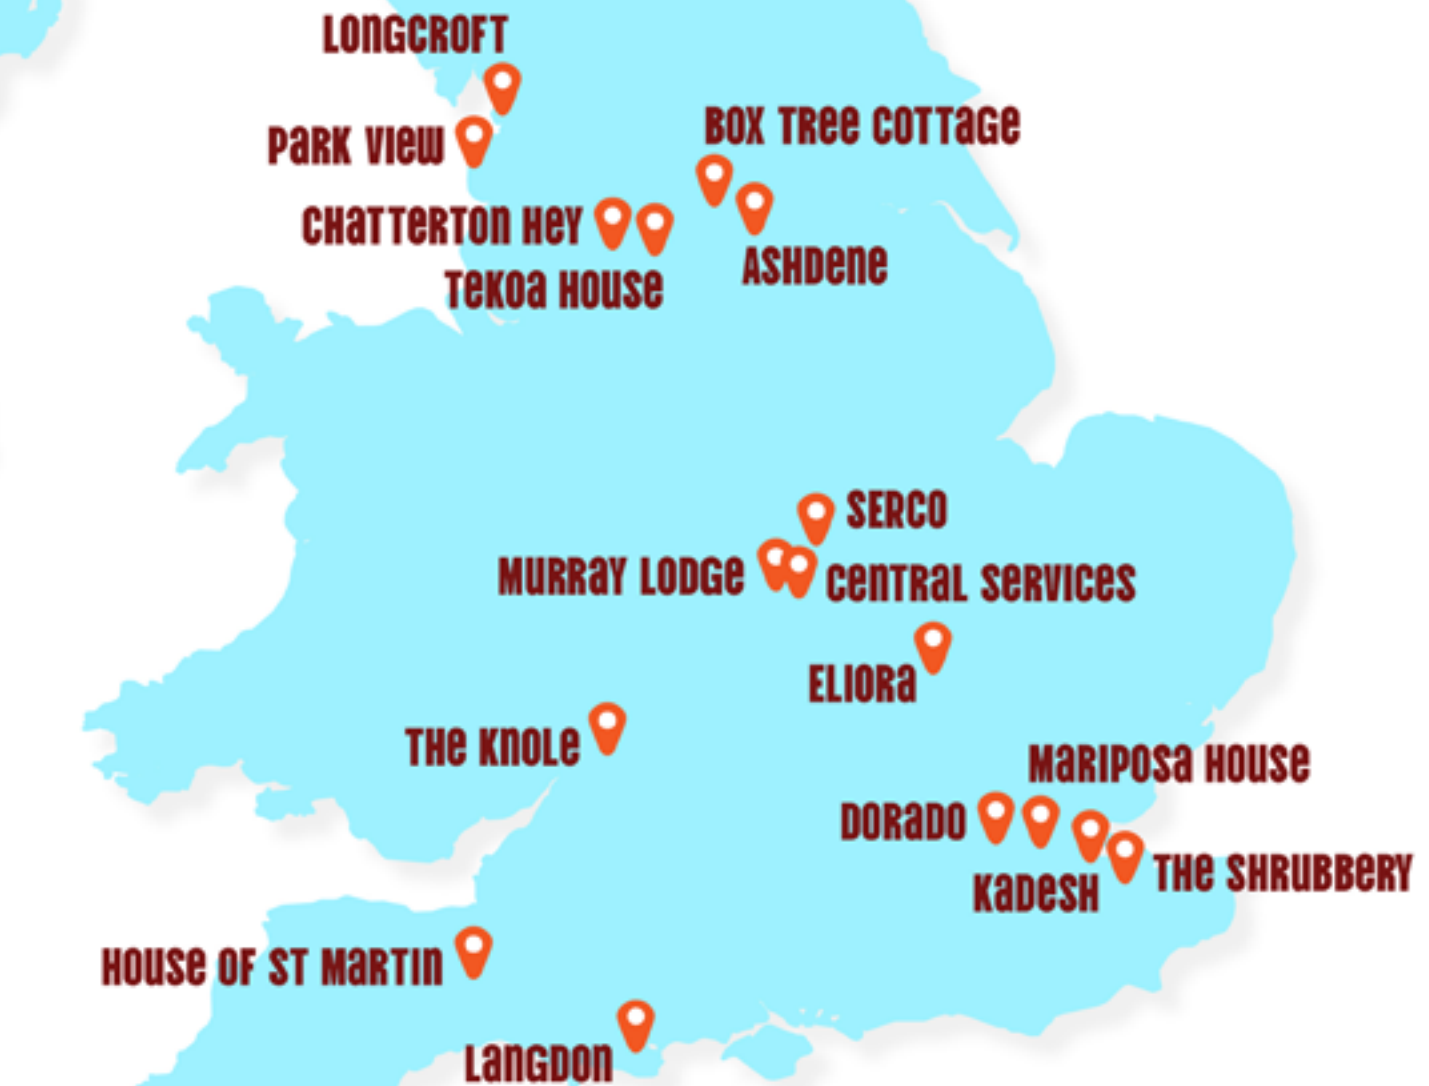 LONGCROFT
PARK VIEW
BOX TREE COTTAGE
CHATTERTON HEY
TEKOA HOUSE
ASHDENE
SERCO
MURRAY LODGE
CENTRAL SERVICES
ELIORA
THE KNOLE
MARIPOSA HOUSE
DORADO
KADESH
THE SHRUBBERY
HOUSE OF ST MARTIN
LANGDON